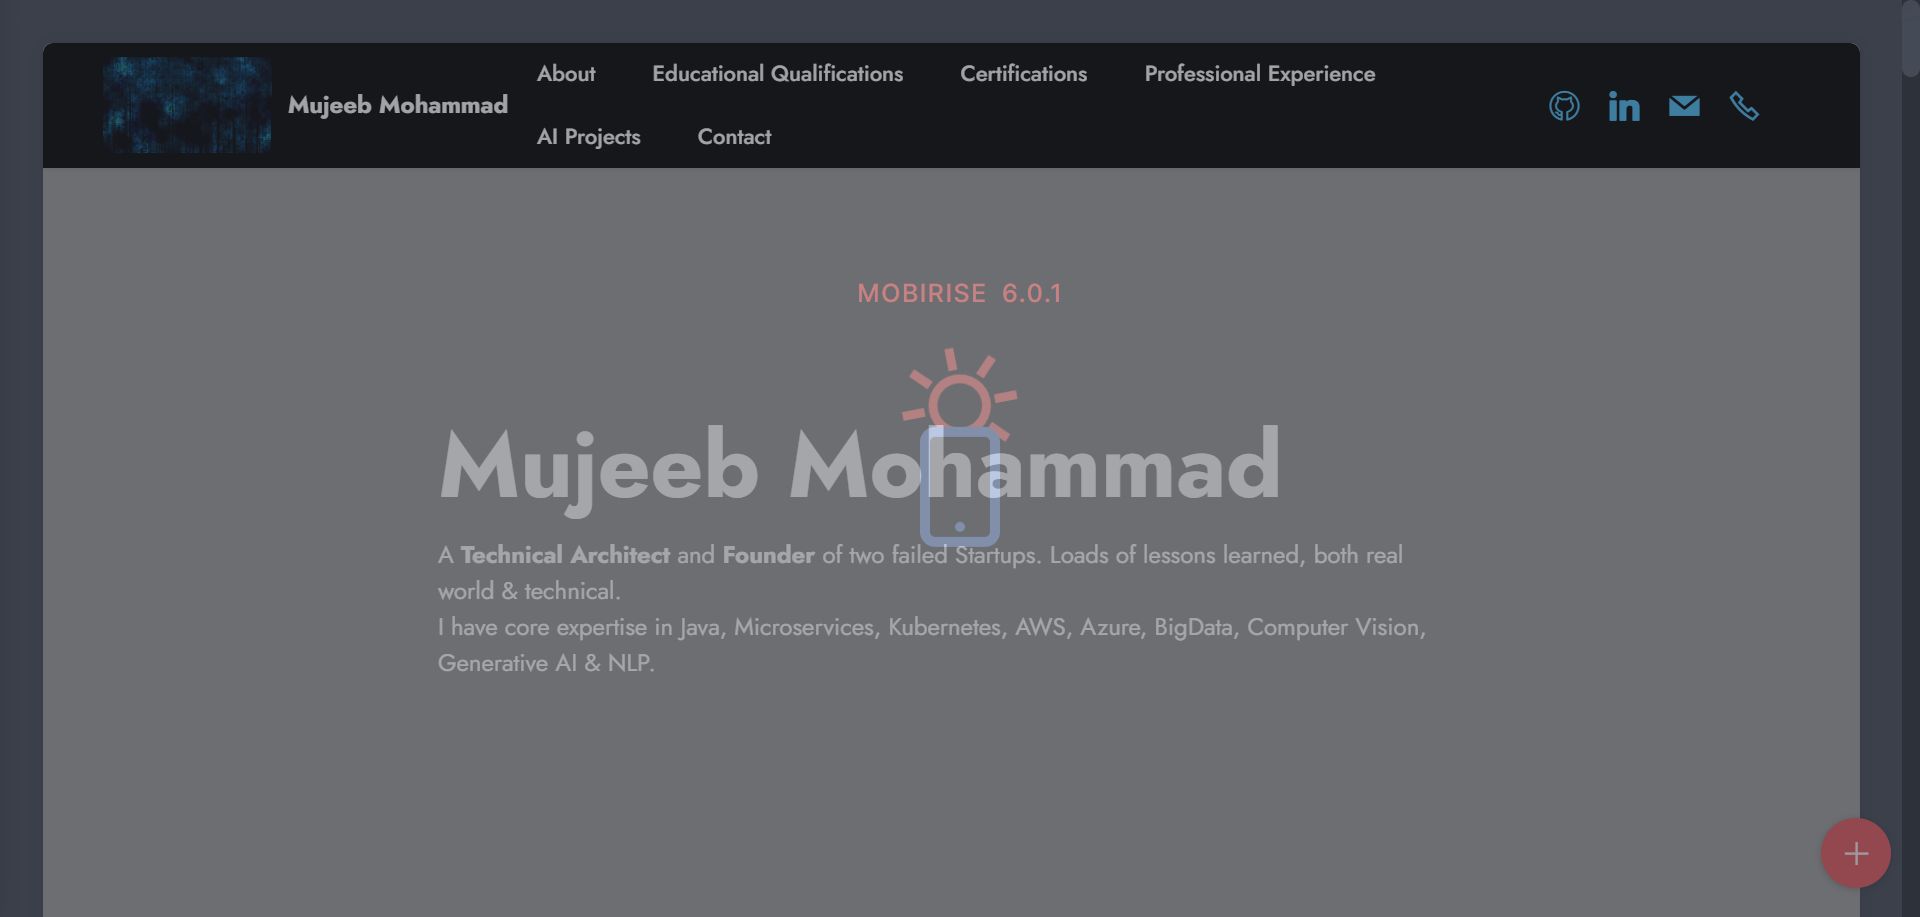 Mujeeb Mohammad
About Educational Qualifications Certifications Professional Experience
AI Projects Contact
MOBIRISE 6.0.1
Mujeeb Mohammad
A Technical Architect and Founder of two failed Startups. Loads of lessons learned, both real
world & technical.
I have core expertise in Java, Microservices, Kubernetes, AWS, Azure, BigData, Computer Vision,
Generative AI & NLP.